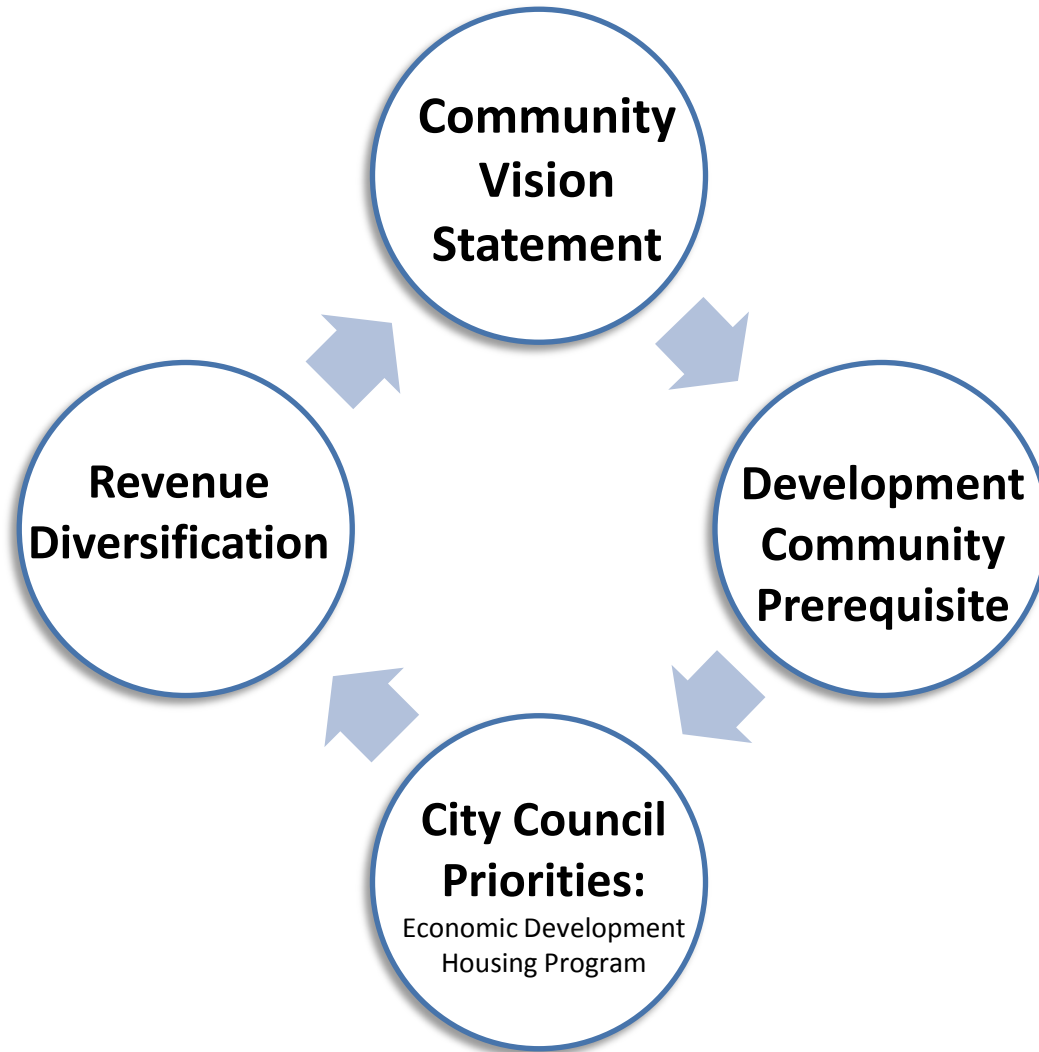 Community
Vision
Statement
Development
Community
Prerequisite
City Council
Priorities:
Economic Development
Housing Program
Revenue
Diversification